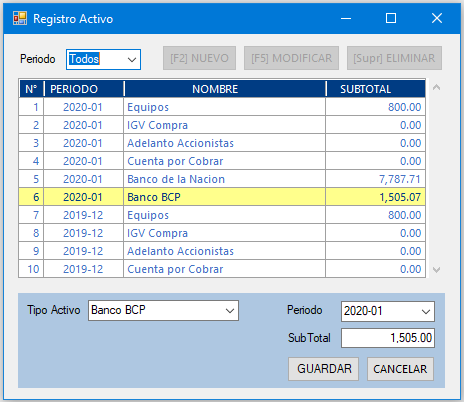 Registro Activo
Periodo Todos [F2] NUEVO [F5] MODIFICAR [Supr] ELIMINAR
N° PERIODO NOMBRE SUBTOTAL
1 2020-01 Equipos 800.00
2 2020-01 IGV Compra 0.00
3 2020-01 Adelanto Accionistas 0.00
4 2020-01 Cuenta por Cobrar 0.00
5 2020-01 Banco de la Nacion 7,787.71
6 2020-01 Banco BCP 1,505.07
7 2019-12 Equipos 800.00
8 2019-12 IGV Compra 0.00
9 2019-12 Adelanto Accionistas 0.00
10 2019-12 Cuenta por Cobrar 0.00
Tipo Activo Banco BCP Periodo 2020-01
SubTotal 1,505.00
GUARDAR CANCELAR